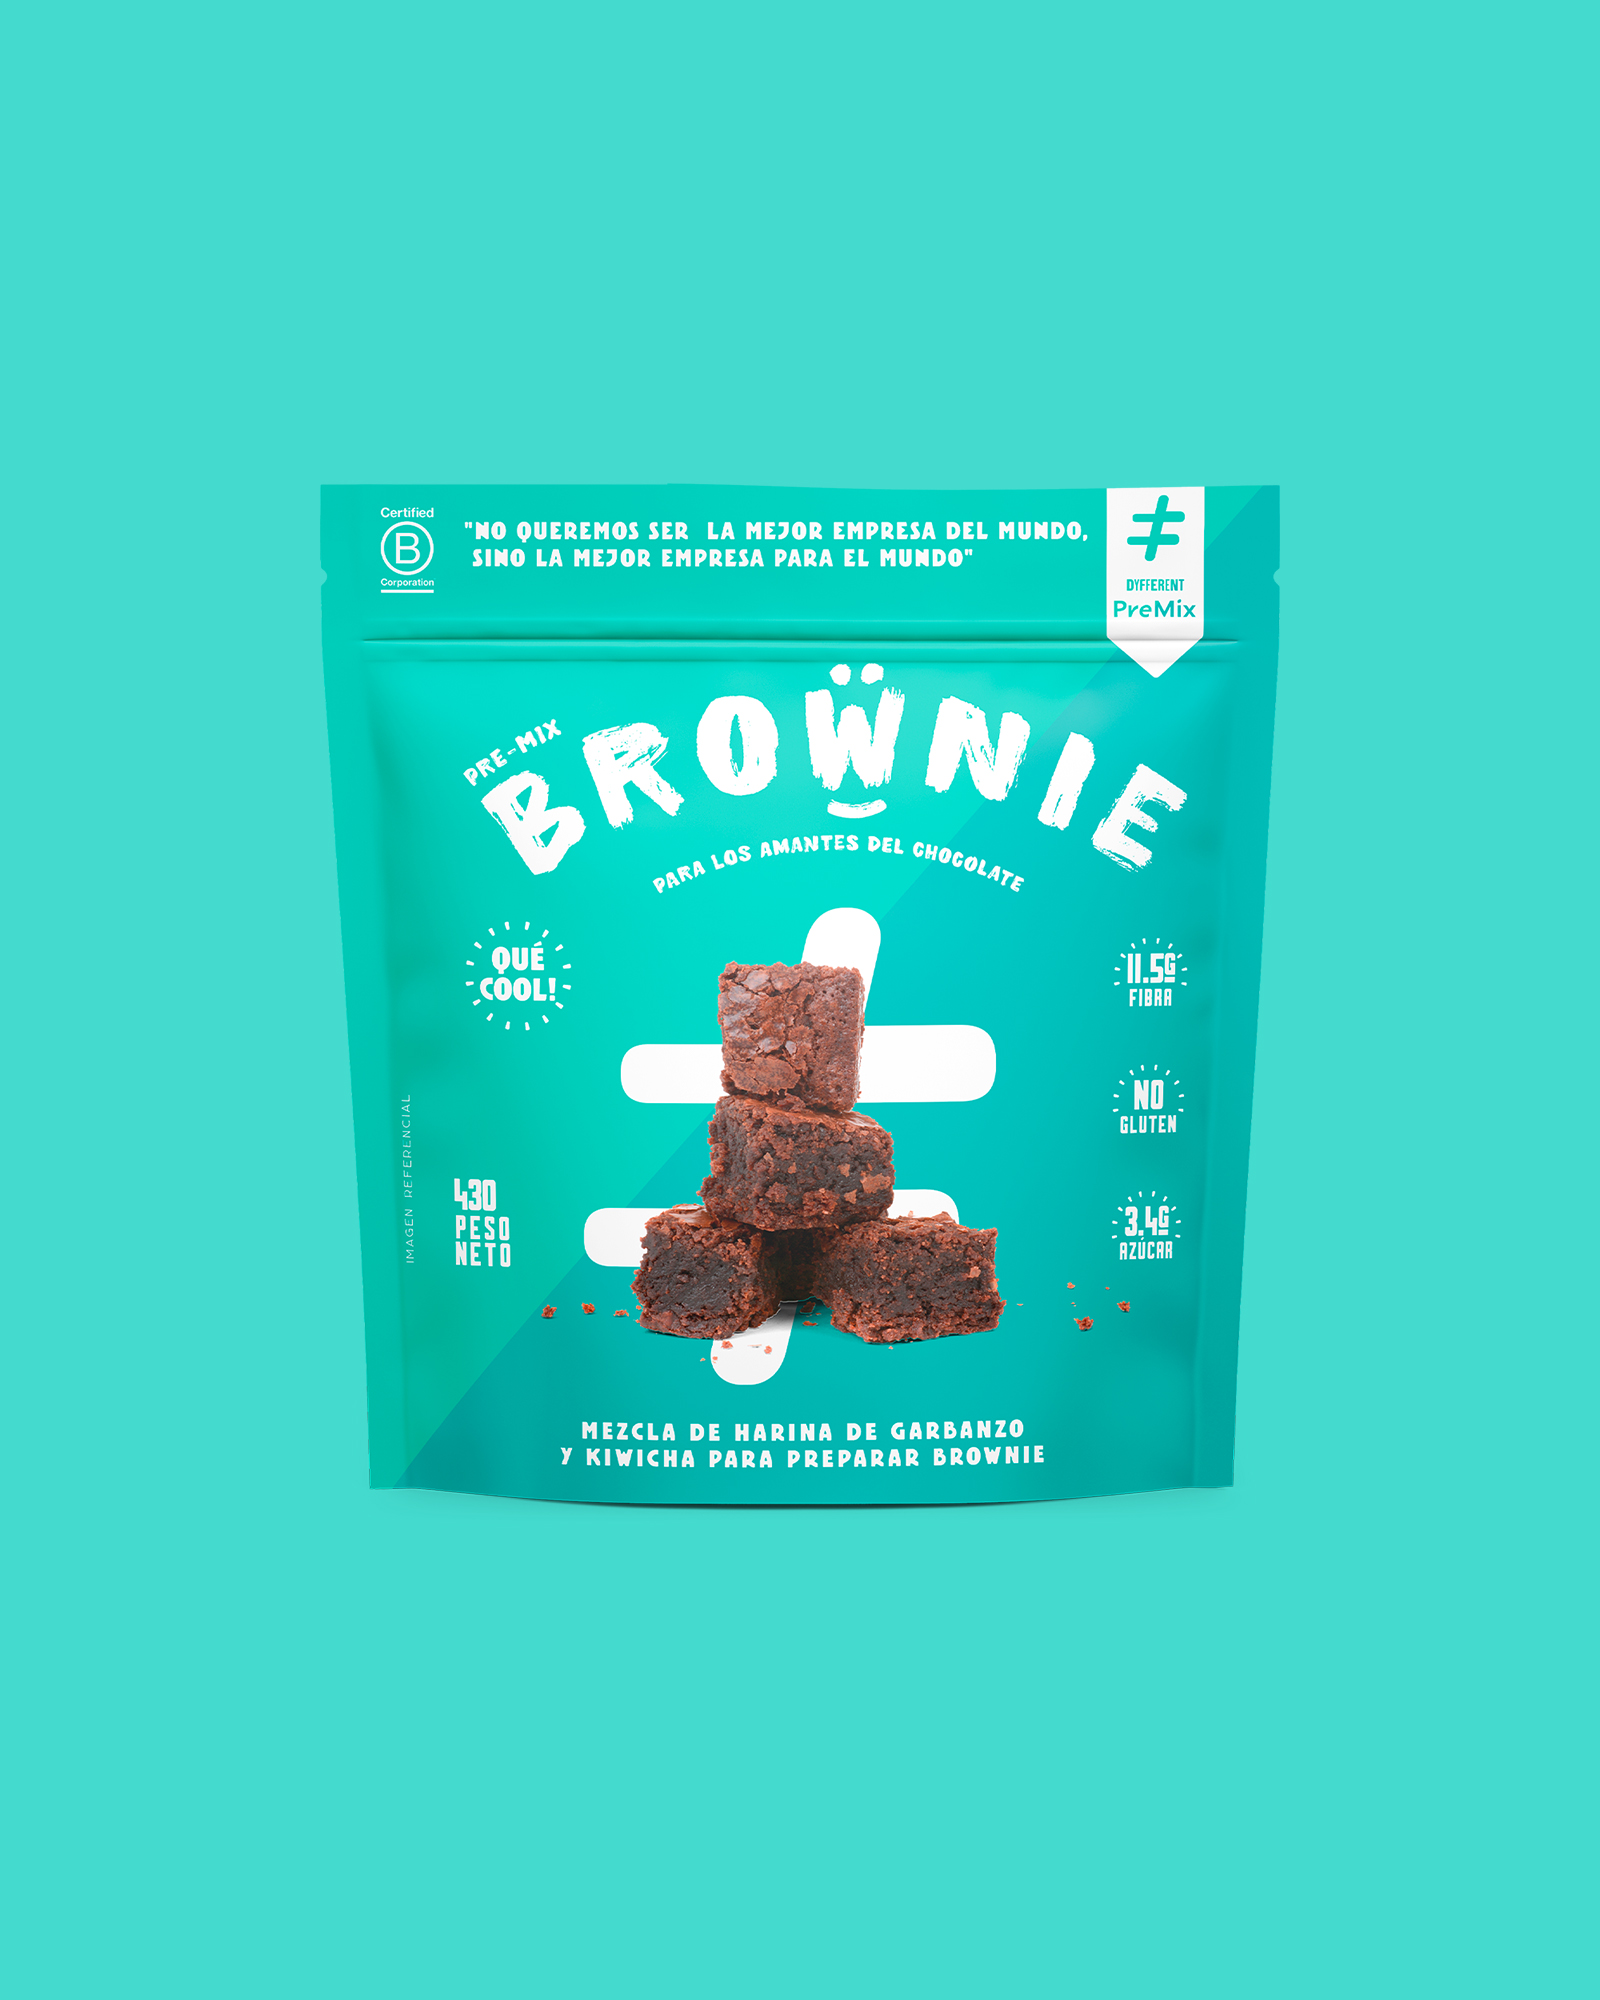 Certified
B
Corporation
"NO QUEREMOS SER LA MEJOR EMPRESA DEL MUNDO,
SINO LA MEJOR EMPRESA PARA EL MUNDO"
DYFFERENT
PreMix
PRE-MIX
BROẄNIE
PARA LOS AMANTES DEL CHOCOLATE
QUÉ
COOL!
11.5G
FIBRA
NO
GLUTEN
3.4G
AZÚCAR
IMAGEN REFERENCIAL
430
PESO
NETO
MEZCLA DE HARINA DE GARBANZO
Y KIWICHA PARA PREPARAR BROWNIE